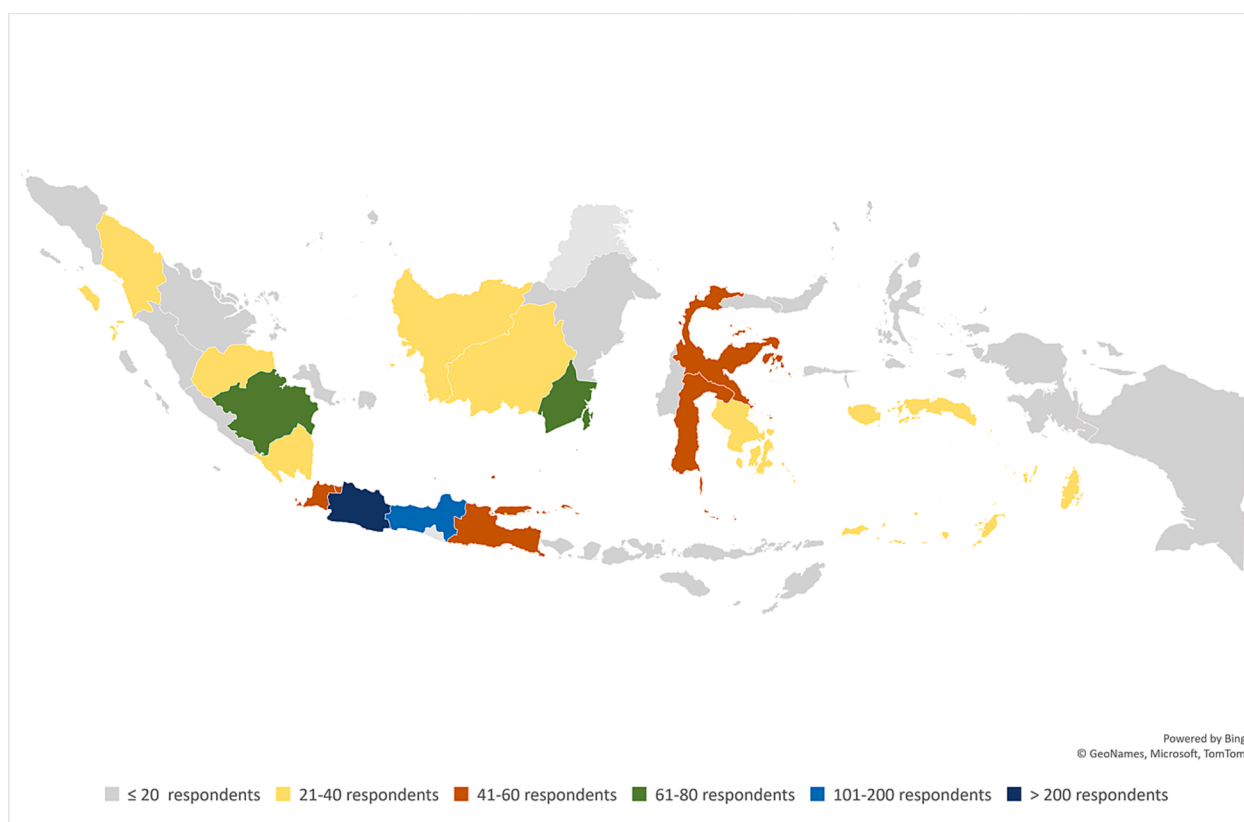 Powered by Bing
© GeoNames, Microsoft, TomTom
≤ 20 respondents 21-40 respondents 41-60 respondents 61-80 respondents 101-200 respondents > 200 respondents